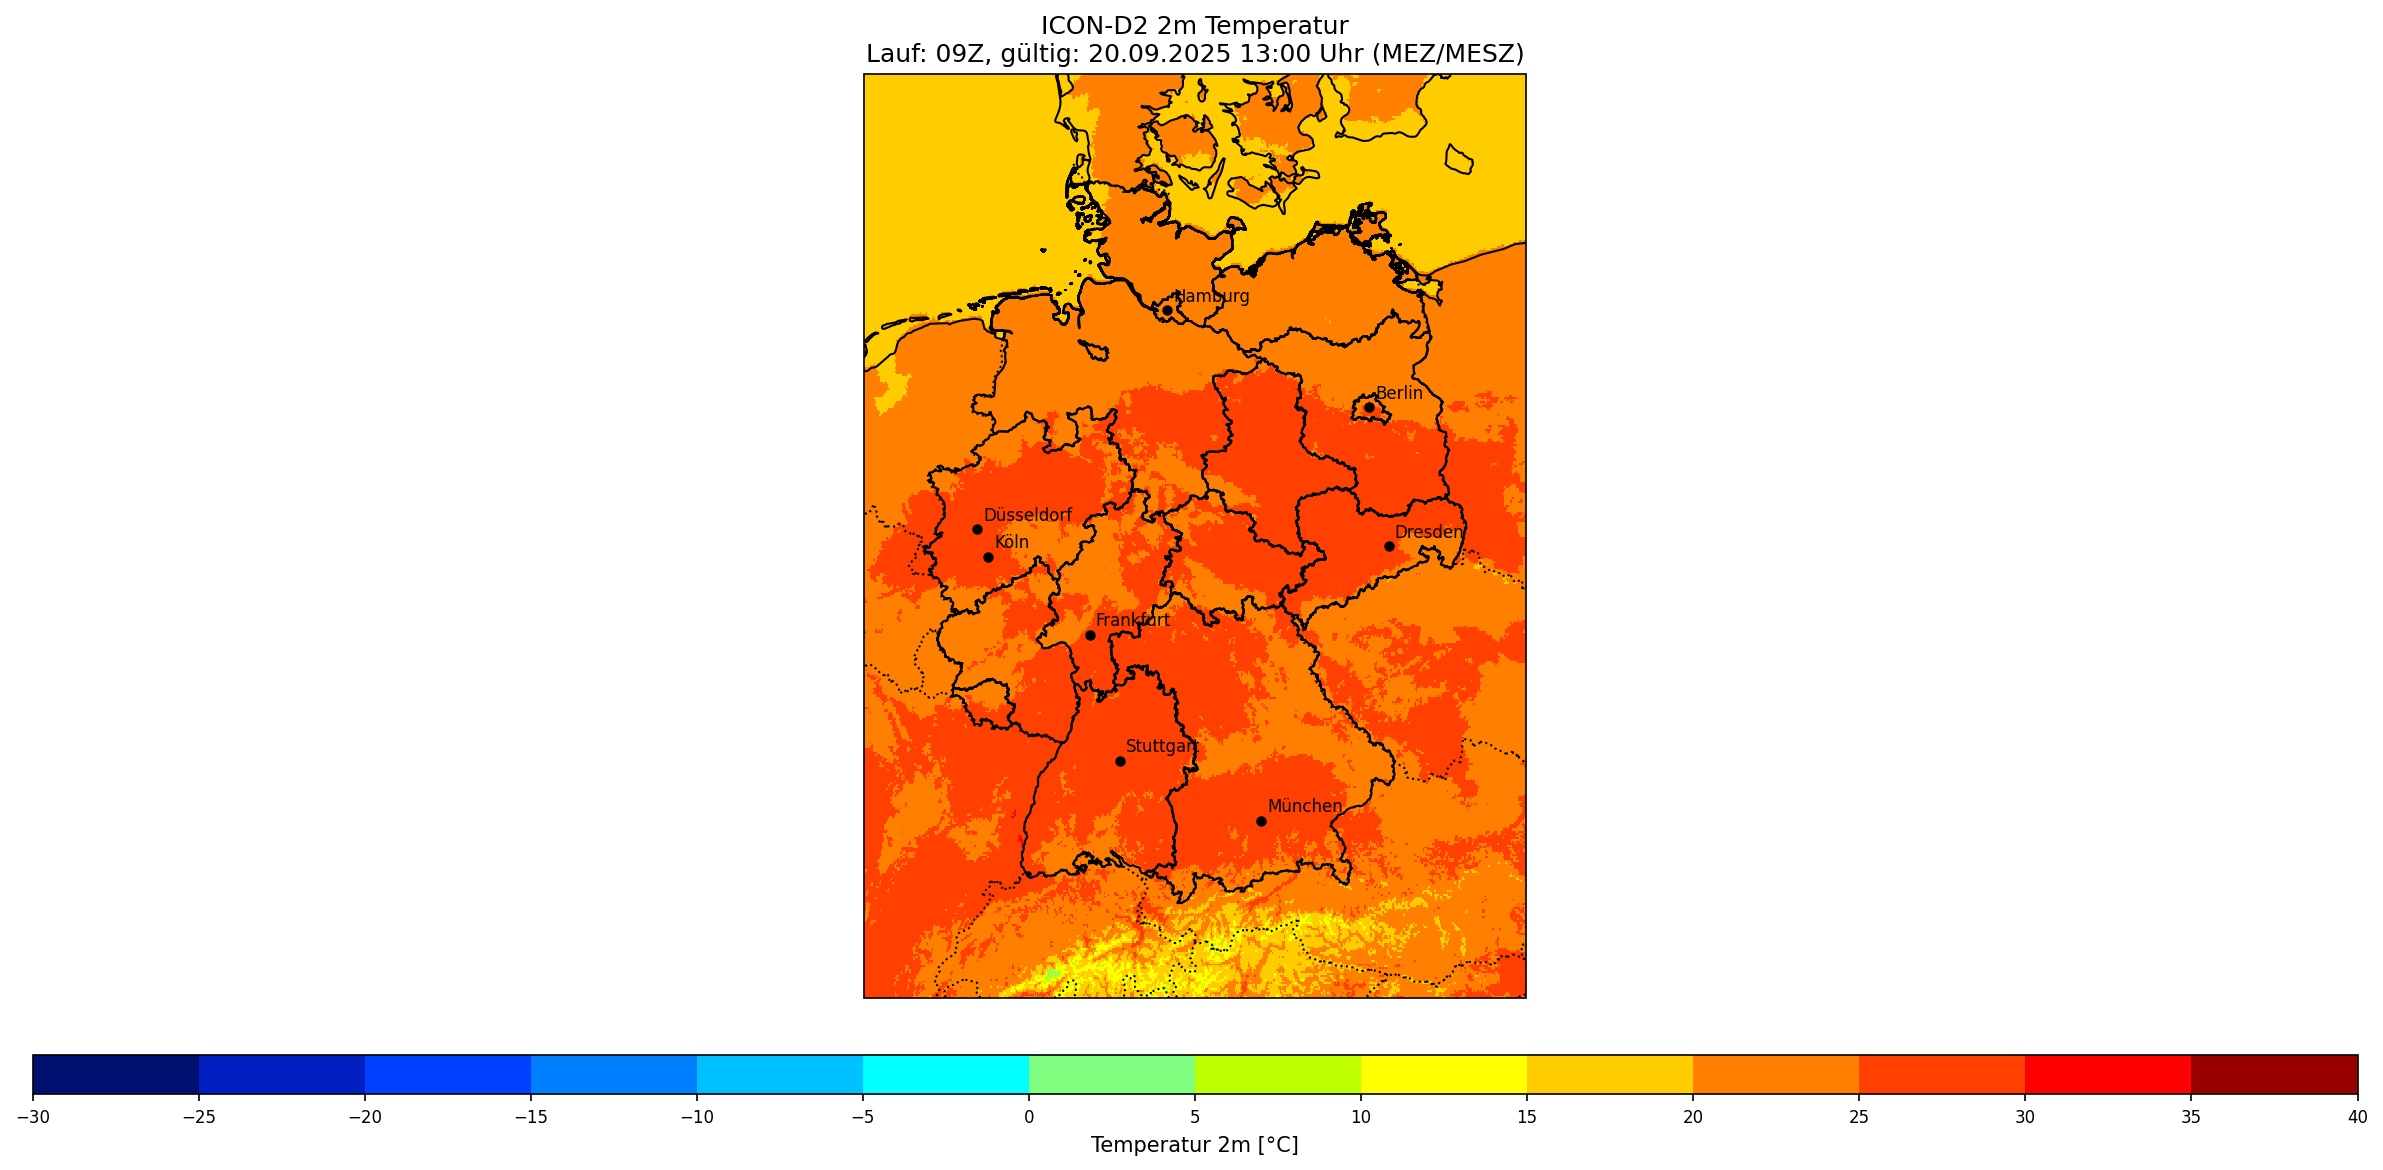 ICON-D2 2m Temperatur
Lauf: 09Z, gültig: 20.09.2025 13:00 Uhr (MEZ/MESZ)
Hamburg
Berlin
Düsseldorf
Köln
Dresden
Frankfurt
Stuttgart
München
−30 −25 −20 −15 −10 −5 0 5 10 15 20 25 30 35 40
Temperatur 2m [°C]